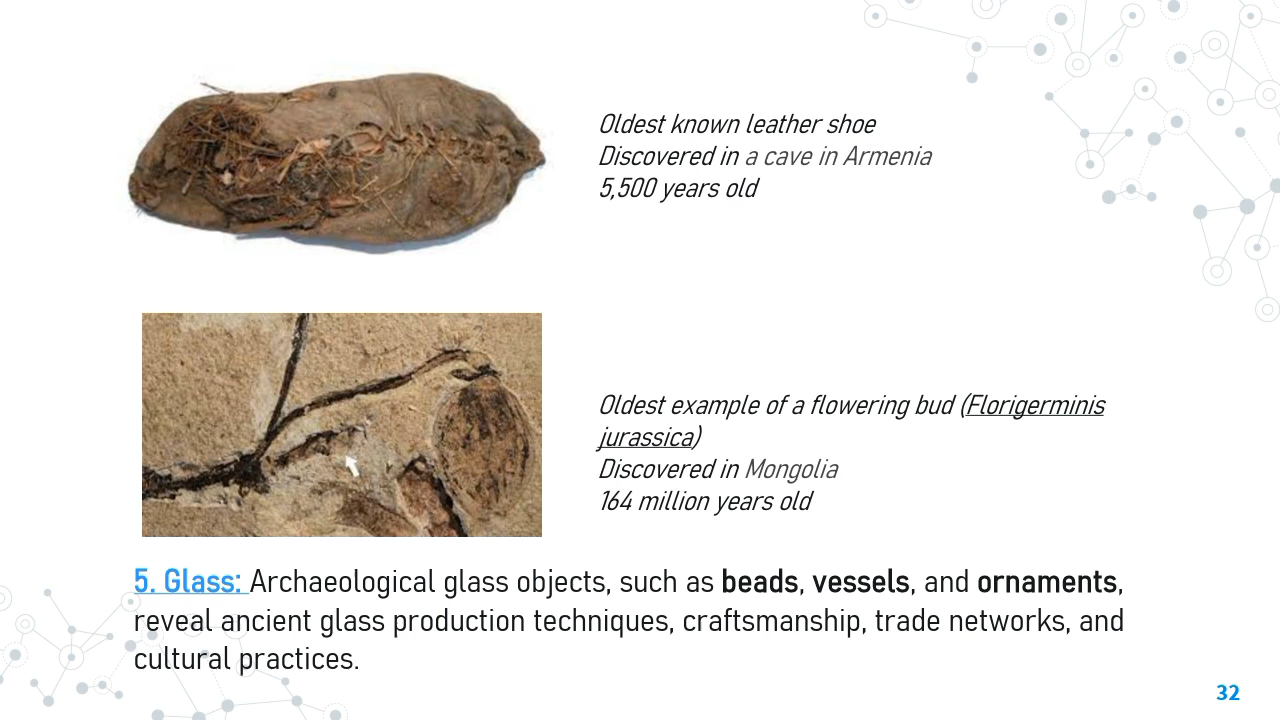 Oldest known leather shoe
Discovered in a cave in Armenia
5,500 years old
Oldest example of a flowering bud (Florigerminis
jurassica)
Discovered in Mongolia
164 million years old
5. Glass: Archaeological glass objects, such as beads, vessels, and ornaments,
reveal ancient glass production techniques, craftsmanship, trade networks, and
cultural practices.
32